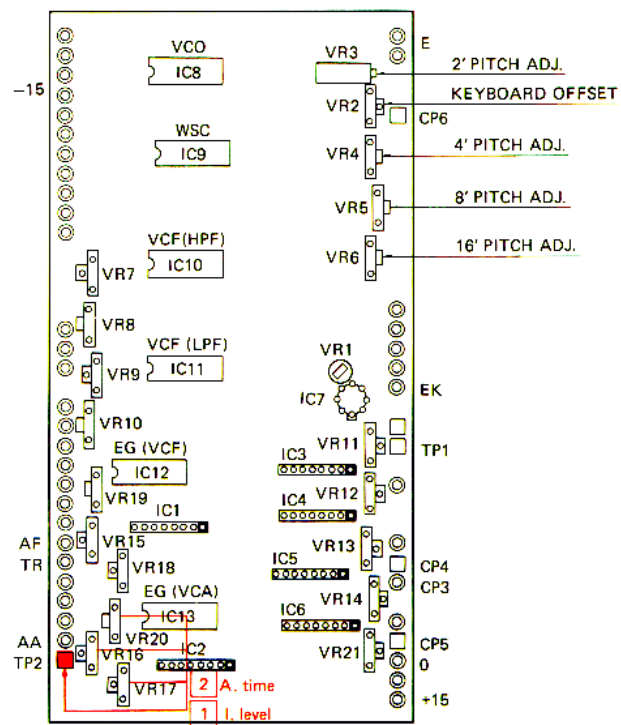 VCO
IC8
VR3
E
2' PITCH ADJ.
-15
VR2
KEYBOARD OFFSET
CP6
WSC
IC9
VR4
4' PITCH ADJ.
VR5
8' PITCH ADJ.
VCF(HPF)
IC10
VR6
16' PITCH ADJ.
VR7
VR8
VCF (LPF)
IC11
VR1
VR9
IC7
EK
VR10
VR11
TP1
EG (VCF)
IC12
IC3
VR12
VR19
IC1
IC4
VR15
AF
TR
VR18
IC5
VR13
CP4
CP3
EG (VCA)
IC13
VR14
VR20
IC6
AA
TP2
VR16
IC2
VR21
CP5
0
VR17
2 A. time
+15
1 I. level